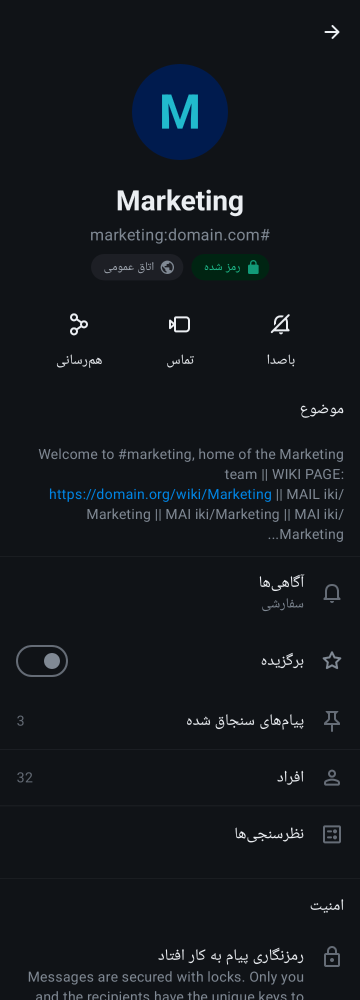 M
Marketing
marketing:domain.com#
رمز شده
اتاق عمومی
باصدا
تماس
هم‌رسانی
موضوع
Welcome to #marketing, home of the Marketing
team || WIKI PAGE:
https://domain.org/wiki/Marketing || MAIL iki/
Marketing || MAI iki/Marketing || MAI iki/
...Marketing
آگاهی‌ها
سفارشی
برگزیده
پیام‌های سنجاق شده
3
افراد
32
نظرسنجی‌ها
امنیت
رمزنگاری پیام به کار افتاد
Messages are secured with locks. Only you
and the recipients have the unique keys to